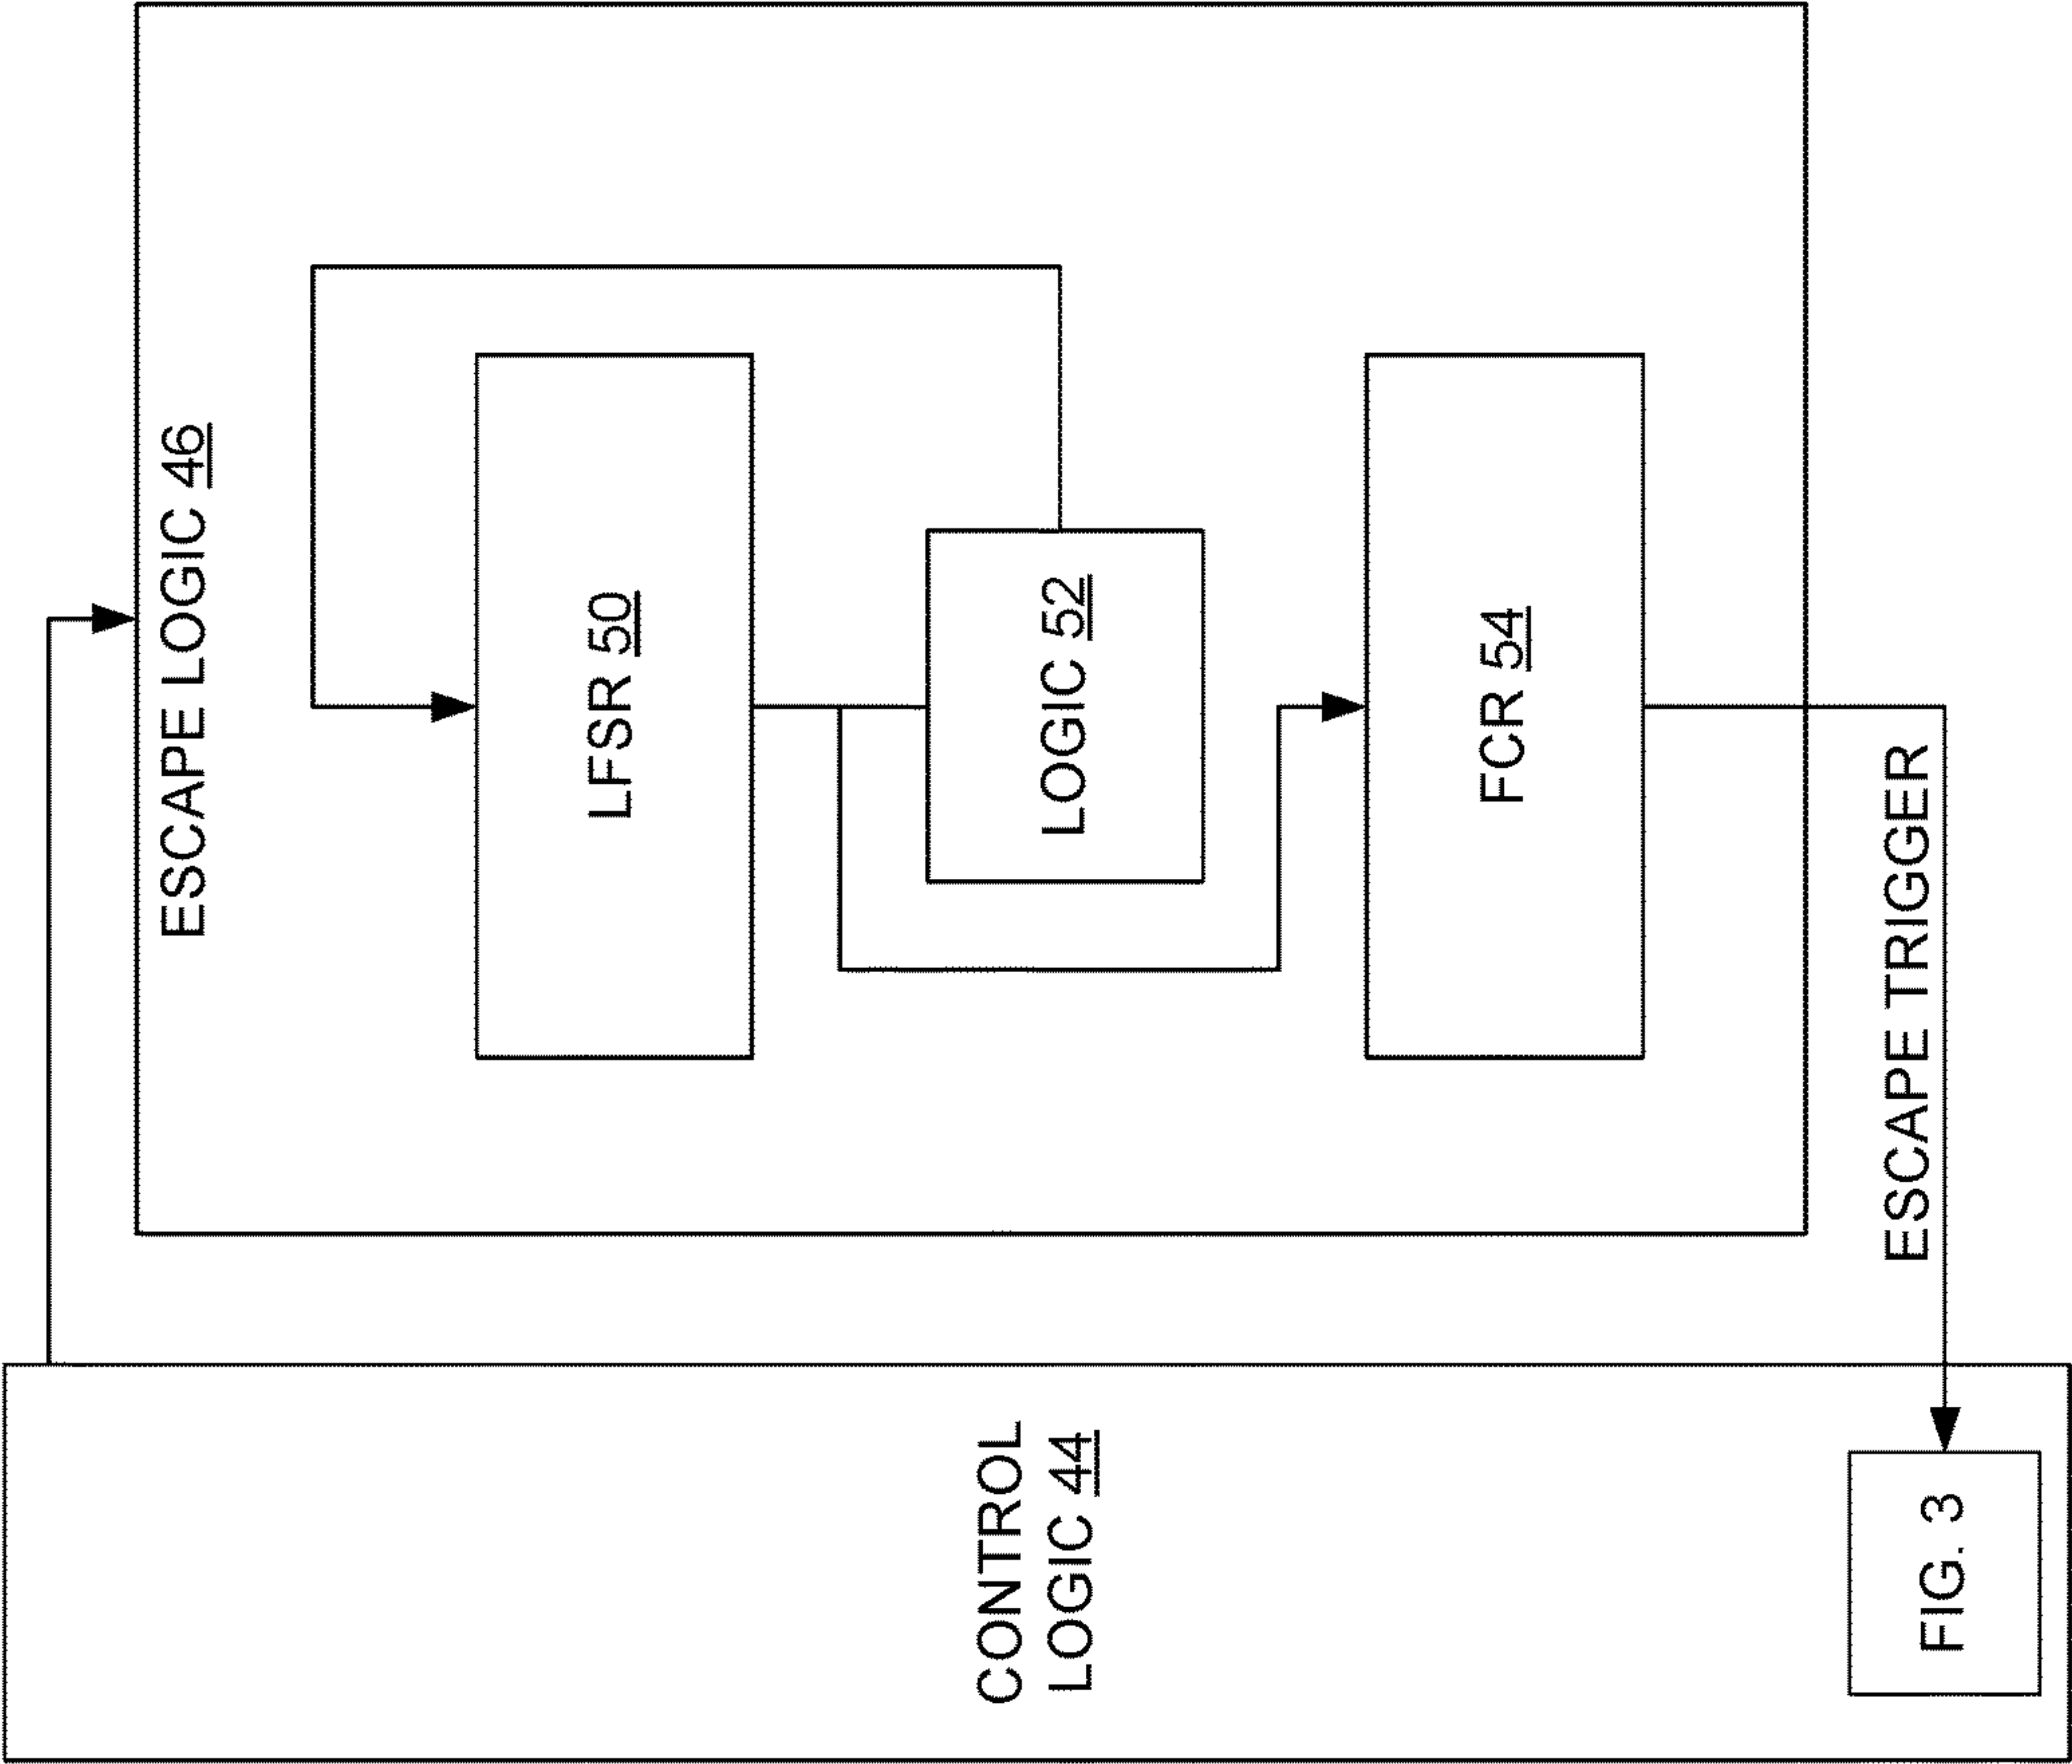 CONTROL
LOGIC 44
FIG. 3
ESCAPE LOGIC 46
LFSR 50
LOGIC 52
FCR 54
ESCAPE TRIGGER